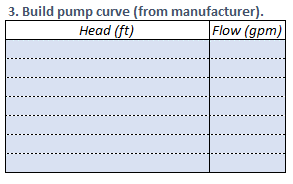 3. Build pump curve (from manufacturer).
Head (ft) Flow (gpm)